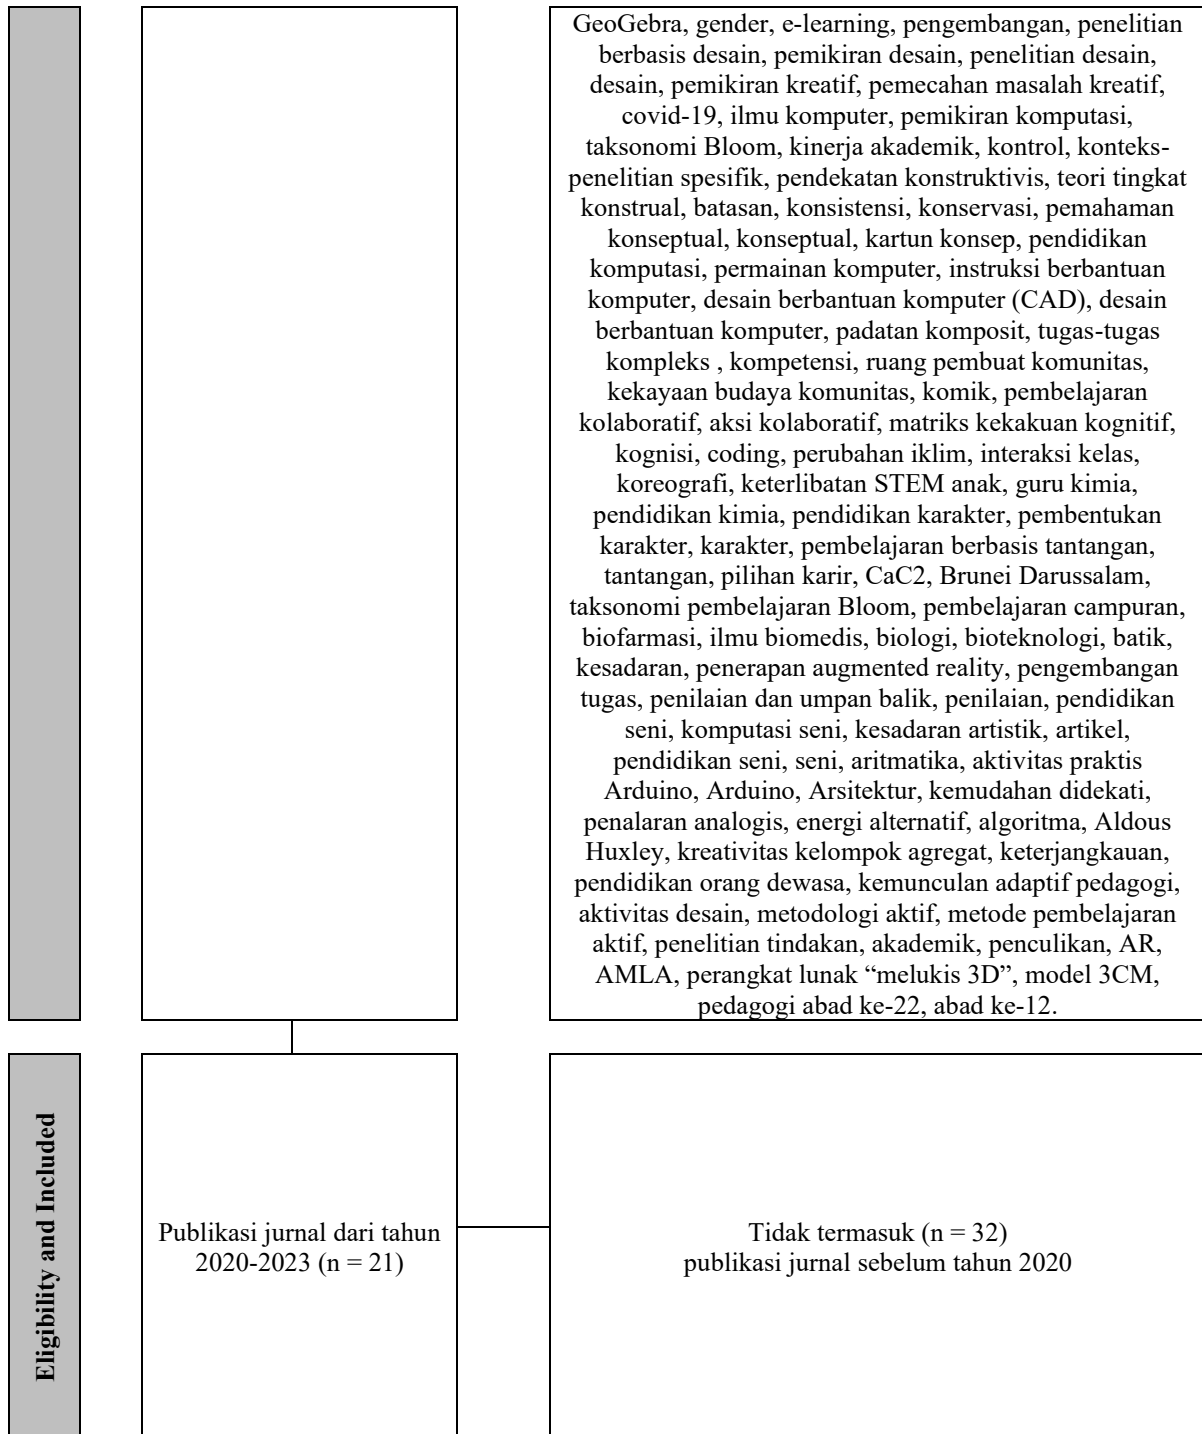 GeoGebra, gender, e-learning, pengembangan, penelitian
berbasis desain, pemikiran desain, penelitian desain,
desain, pemikiran kreatif, pemecahan masalah kreatif,
covid-19, ilmu komputer, pemikiran komputasi,
taksonomi Bloom, kinerja akademik, kontrol, konteks-
penelitian spesifik, pendekatan konstruktivis, teori tingkat
konstrual, batasan, konsistensi, konservasi, pemahaman
konseptual, konseptual, kartun konsep, pendidikan
komputasi, permainan komputer, instruksi berbantuan
komputer, desain berbantuan komputer (CAD), desain
berbantuan komputer, padatan komposit, tugas-tugas
kompleks , kompetensi, ruang pembuat komunitas,
kekayaan budaya komunitas, komik, pembelajaran
kolaboratif, aksi kolaboratif, matriks kekakuan kognitif,
kognisi, coding, perubahan iklim, interaksi kelas,
koreografi, keterlibatan STEM anak, guru kimia,
pendidikan kimia, pendidikan karakter, pembentukan
karakter, karakter, pembelajaran berbasis tantangan,
tantangan, pilihan karir, CaC2, Brunei Darussalam,
taksonomi pembelajaran Bloom, pembelajaran campuran,
biofarmasi, ilmu biomedis, biologi, bioteknologi, batik,
kesadaran, penerapan augmented reality, pengembangan
tugas, penilaian dan umpan balik, penilaian, pendidikan
seni, komputasi seni, kesadaran artistik, artikel,
pendidikan seni, seni, aritmatika, aktivitas praktis
Arduino, Arduino, Arsitektur, kemudahan didekati,
penalaran analogis, energi alternatif, algoritma, Aldous
Huxley, kreativitas kelompok agregat, keterjangkauan,
pendidikan orang dewasa, kemunculan adaptif pedagogi,
aktivitas desain, metodologi aktif, metode pembelajaran
aktif, penelitian tindakan, akademik, penculikan, AR,
AMLA, perangkat lunak “melukis 3D”, model 3CM,
pedagogi abad ke-22, abad ke-12.
Eligibility and Included
Publikasi jurnal dari tahun
2020-2023 (n = 21)
Tidak termasuk (n = 32)
publikasi jurnal sebelum tahun 2020